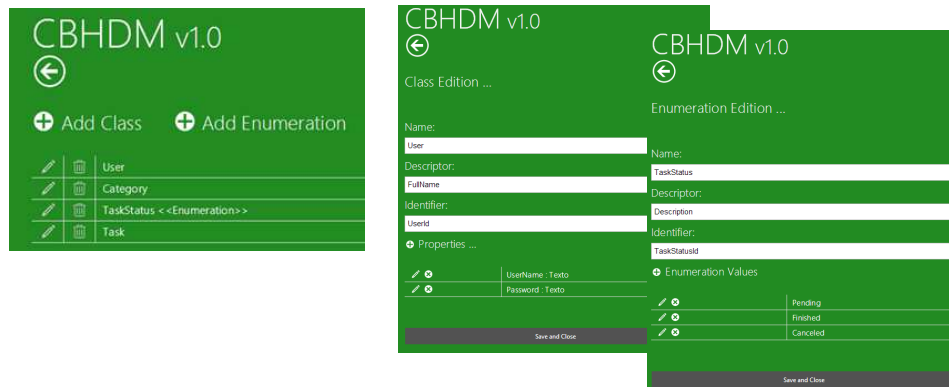 CBHDM v1.0
Add Class Add Enumeration
User
Category
TaskStatus <<Enumeration>>
Task
CBHDM v1.0
Class Edition ...
Name:
User
Descriptor:
FullName
Identifier:
UserId
Properties ...
UserName : Texto
Password : Texto
Save and Close
CBHDM v1.0
Enumeration Edition ...
Name:
TaskStatus
Descriptor:
Description
Identifier:
TaskStatusId
Enumeration Values
Pending
Finished
Canceled
Save and Close